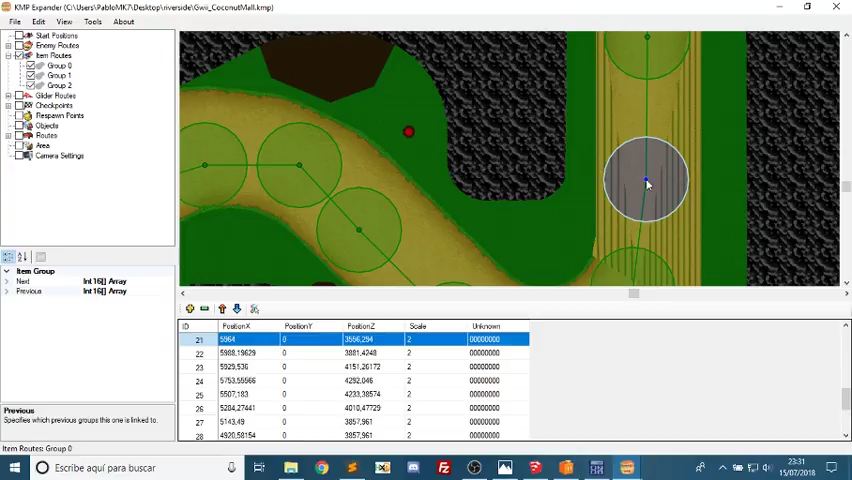 KMP Expander (C:\Users\PabloMK7\Desktop\riverside\Gwii_CoconutMall.kmp)
File Edit View Tools About
Start Positions
Enemy Routes
Item Routes
Group 0
Group 1
Group 2
Glider Routes
Checkpoints
Respawn Points
Objects
Routes
Area
Camera Settings
Item Group
Next Int16[] Array
Previous Int16[] Array
Previous
Specifies which previous groups this one is linked to.
ID PositionX PositionY PositionZ Scale Unknown
21 5964 0 3556,294 2 00000000
22 5988,19629 0 3881,4248 2 00000000
23 5929,536 0 4151,26172 2 00000000
24 5753,55566 0 4292,046 2 00000000
25 5507,183 0 4233,38574 2 00000000
26 5284,27441 0 4010,47729 2 00000000
27 5143,49 0 3857,961 2 00000000
28 4920,58154 0 3857,961 2 00000000
Item Routes: Group 0
Escribe aquí para buscar
23:31
15/07/2018